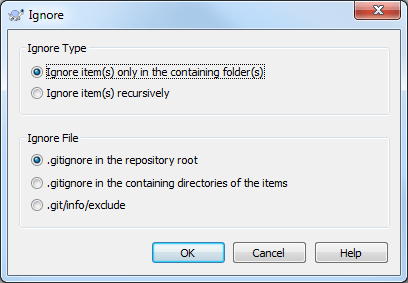 Ignore
Ignore Type
Ignore item(s) only in the containing folder(s)
Ignore item(s) recursively
Ignore File
.gitignore in the repository root
.gitignore in the containing directories of the items
.git/info/exclude
OK
Cancel
Help